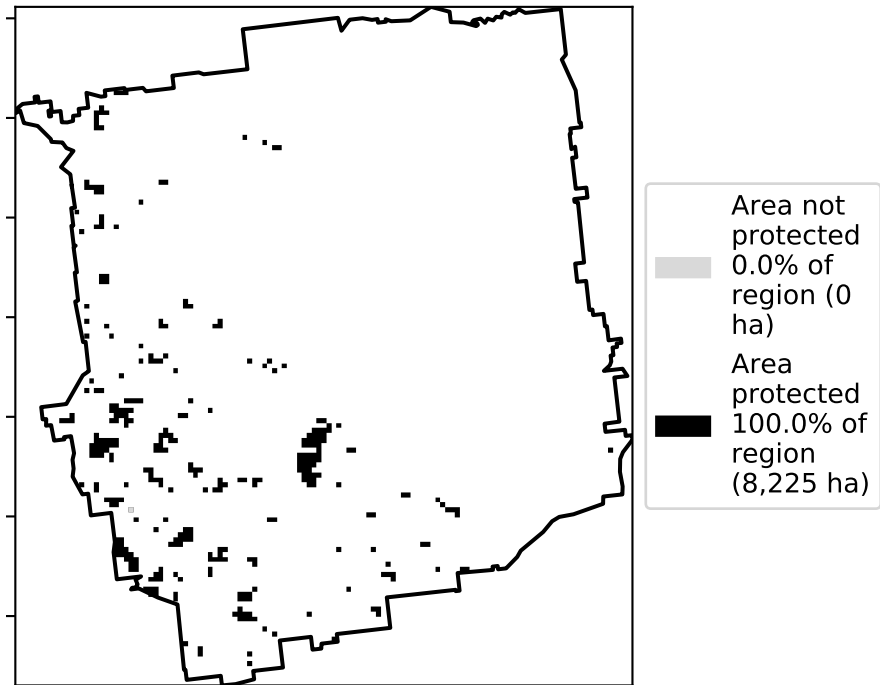 Area not
protected
0.0% of
region (0
ha)
Area
protected
100.0% of
region
(8,225 ha)